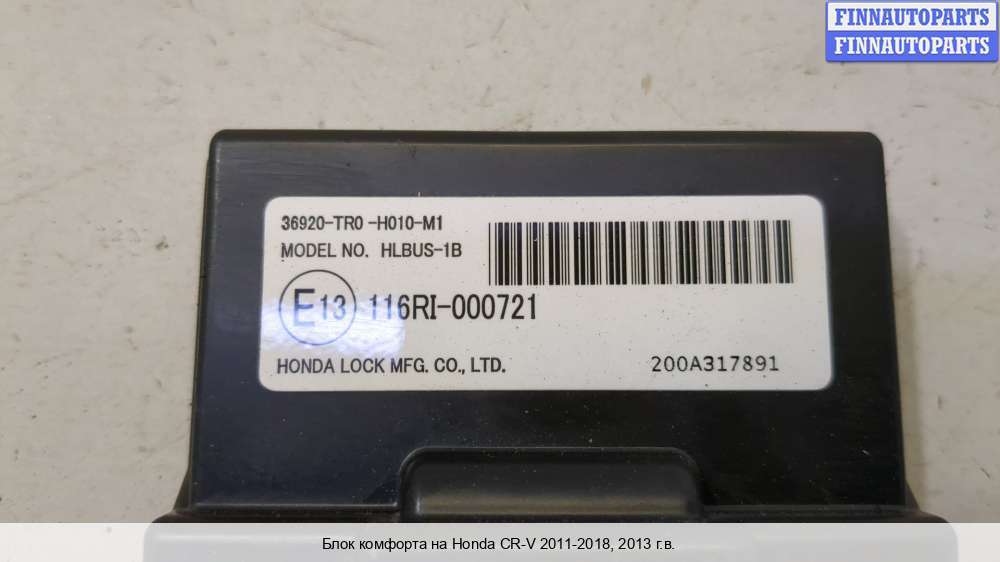 FINNAUTOPARTS
FINNAUTOPARTS
36920-TR0 -H010-M1
MODEL NO. HLBUS-1B
E13 116RI-000721
HONDA LOCK MFG. CO., LTD.
200A317891
Блок комфорта на Honda CR-V 2011-2018, 2013 г.в.